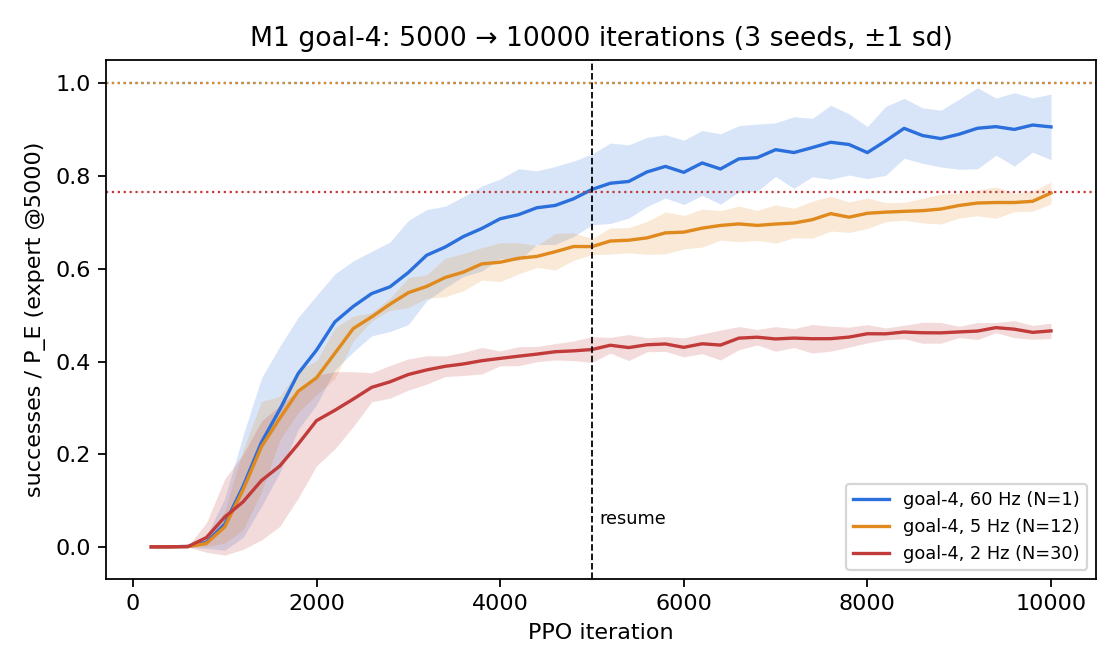 M1 goal-4: 5000 → 10000 iterations (3 seeds, ±1 sd)
successes / P_E (expert @5000)
1.0
0.8
0.6
0.4
0.2
0.0
resume
goal-4, 60 Hz (N=1)
goal-4, 5 Hz (N=12)
goal-4, 2 Hz (N=30)
0 2000 4000 6000 8000 10000
PPO iteration